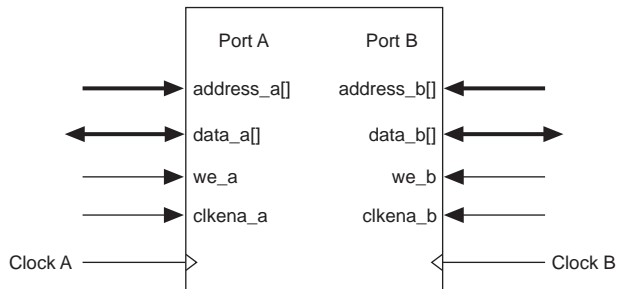 Port A Port B
address_a[] address_b[]
data_a[] data_b[]
we_a we_b
clkena_a clkena_b
Clock A Clock B